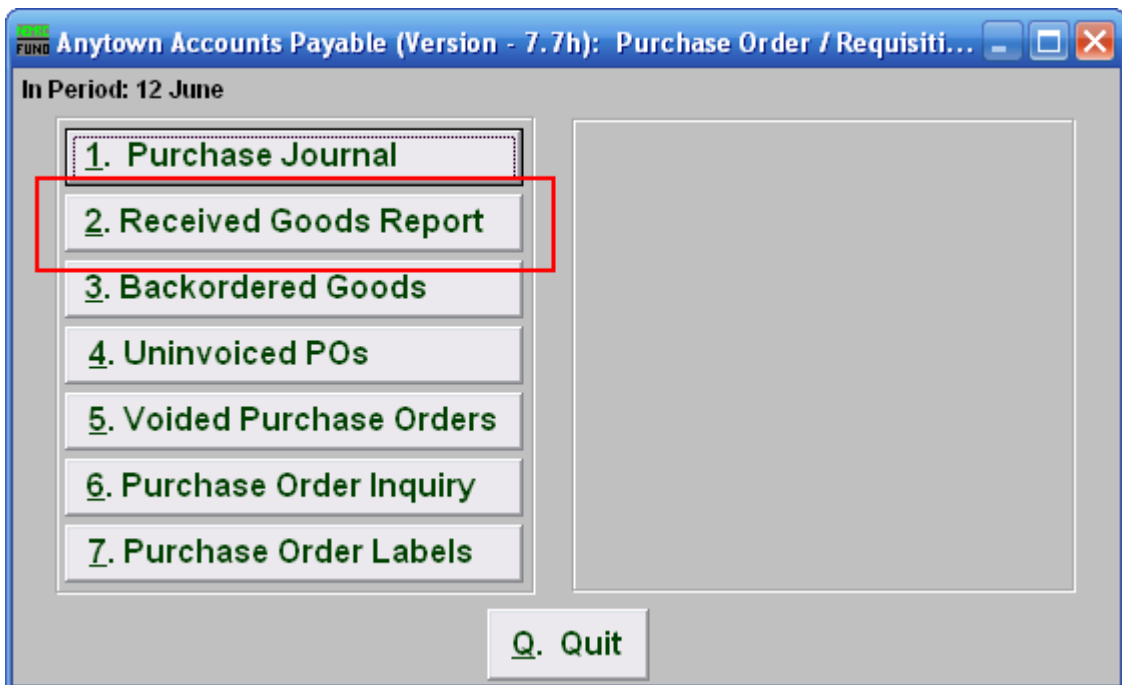 FUND Anytown Accounts Payable (Version - 7.7h): Purchase Order / Requisiti...
In Period: 12 June
1. Purchase Journal
2. Received Goods Report
3. Backordered Goods
4. Uninvoiced POs
5. Voided Purchase Orders
6. Purchase Order Inquiry
7. Purchase Order Labels
Q. Quit